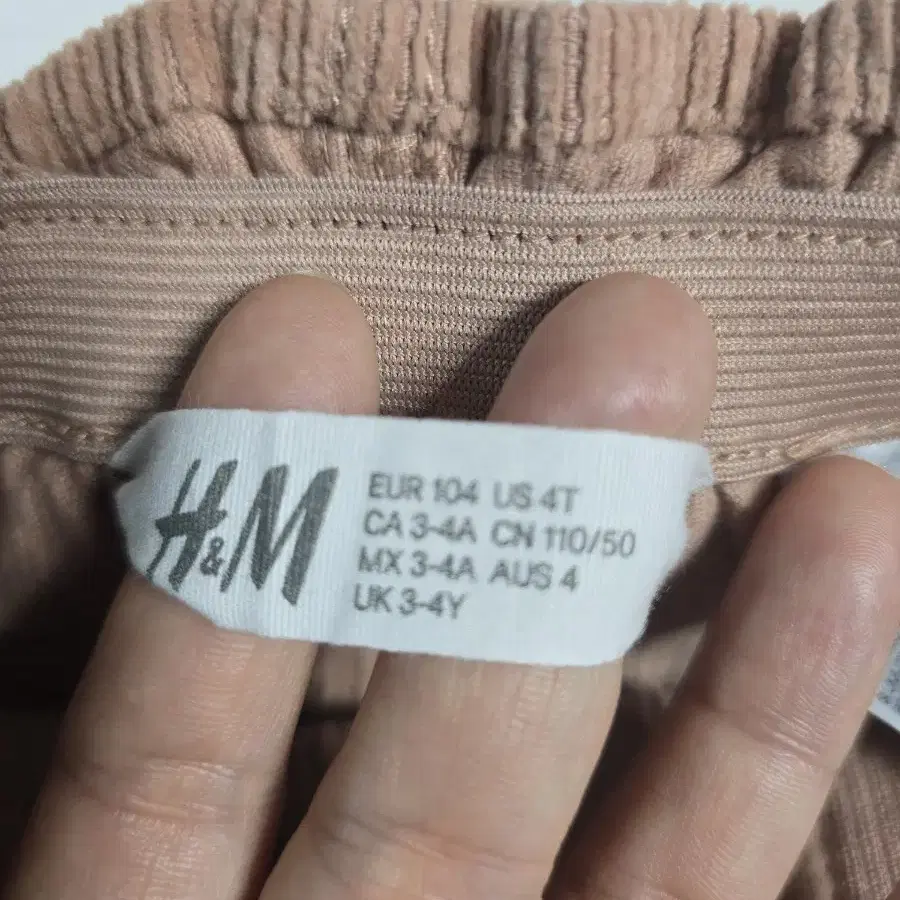 H&M
EUR 104 US 4T
CA 3-4A CN 110/50
MX 3-4A AUS 4
UK 3-4Y